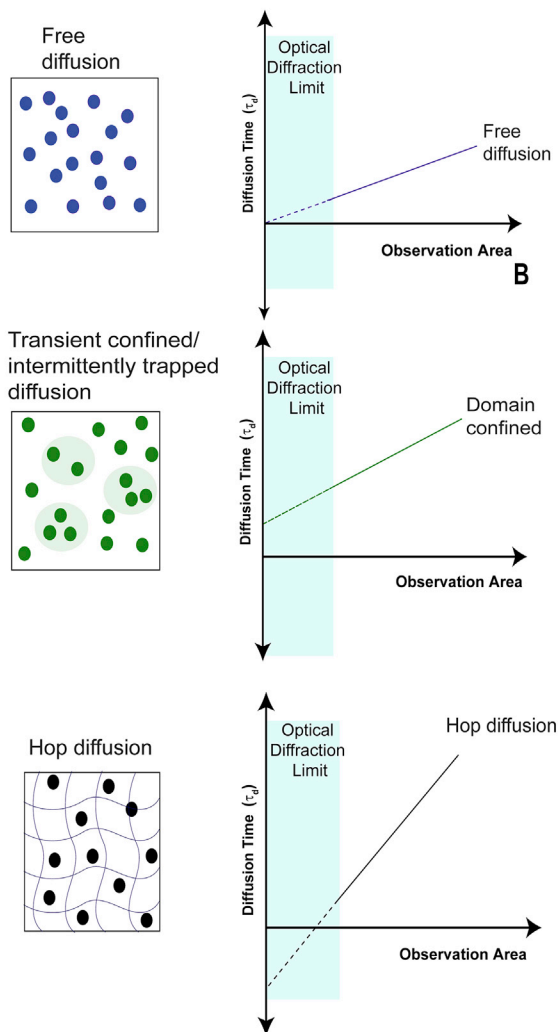 Free
diffusion
Optical
Diffraction
Limit
Diffusion Time (τd)
Free
diffusion
Observation Area
B
Transient confined/
intermittently trapped
diffusion
Optical
Diffraction
Limit
Diffusion Time (τd)
Domain
confined
Observation Area
Hop diffusion
Optical
Diffraction
Limit
Diffusion Time (τd)
Hop diffusion
Observation Area